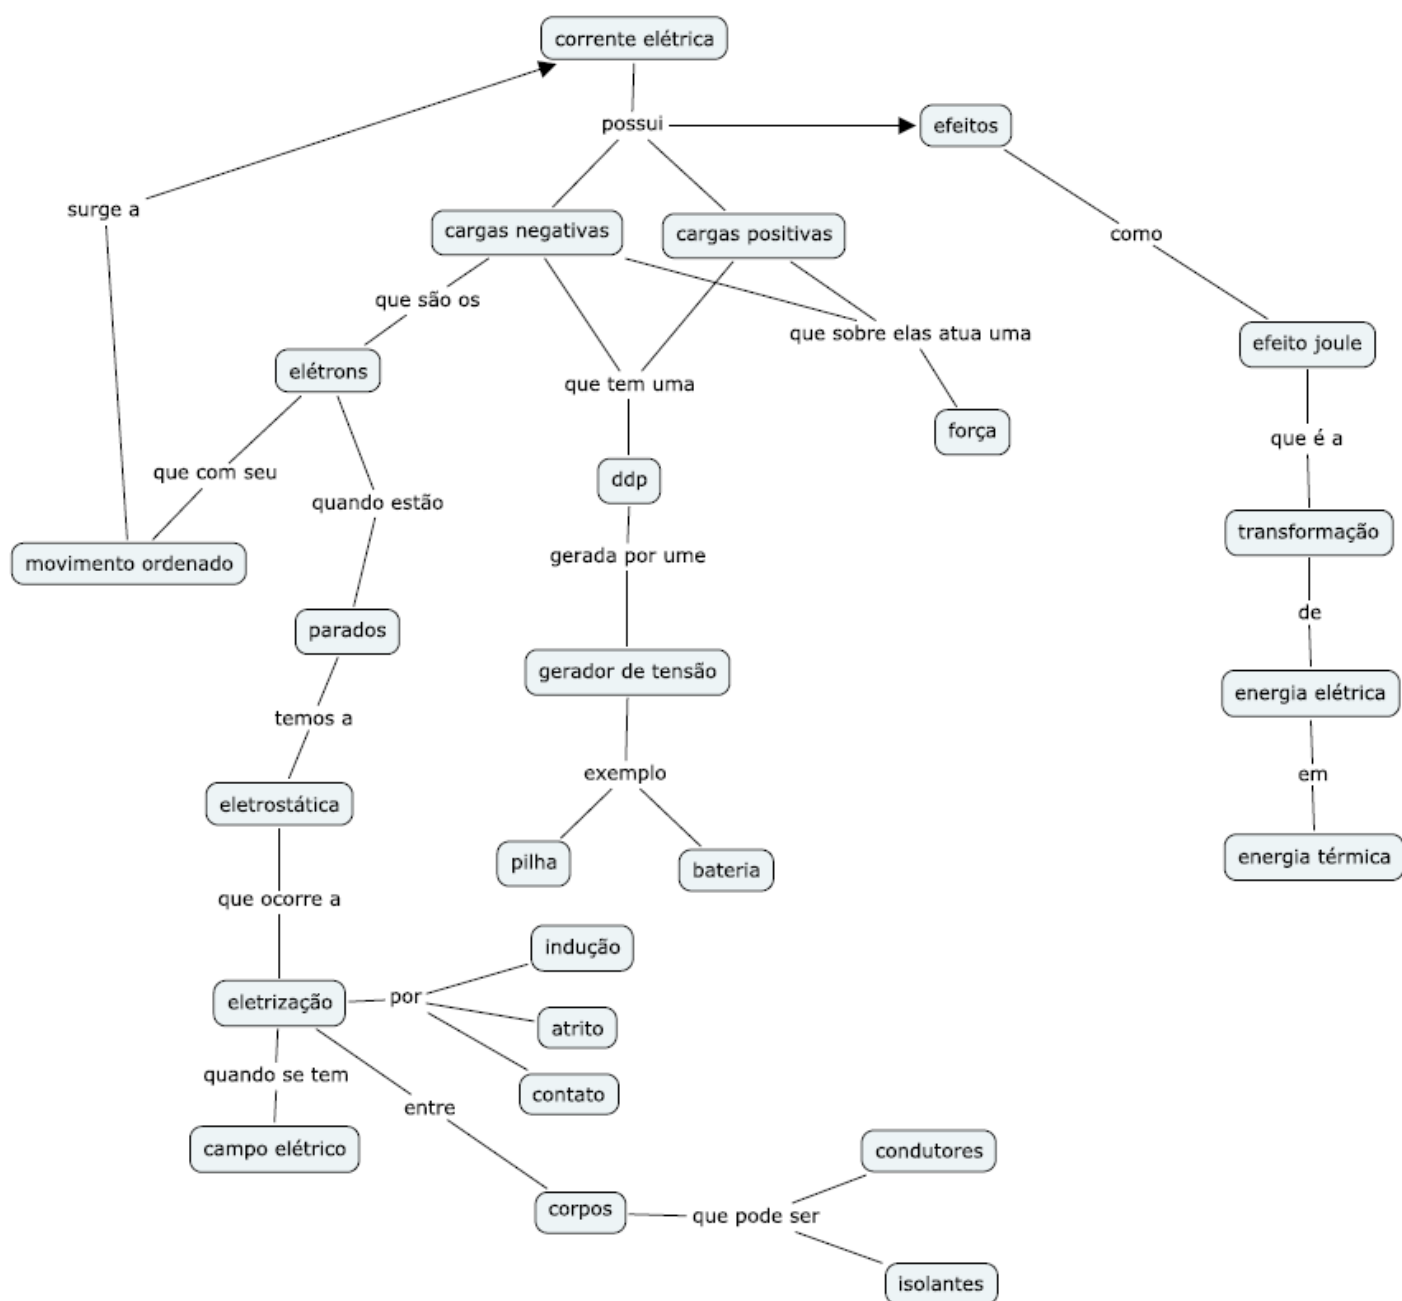 corrente elétrica
possui
efeitos
surge a
cargas negativas
cargas positivas
como
que são os
que sobre elas atua uma
efeito joule
elétrons
que tem uma
força
que é a
que com seu
ddp
quando estão
transformação
gerada por ume
movimento ordenado
de
parados
gerador de tensão
energia elétrica
temos a
exemplo
em
eletrostática
pilha
bateria
energia térmica
que ocorre a
indução
eletrização
por
atrito
quando se tem
contato
entre
campo elétrico
condutores
corpos
que pode ser
isolantes